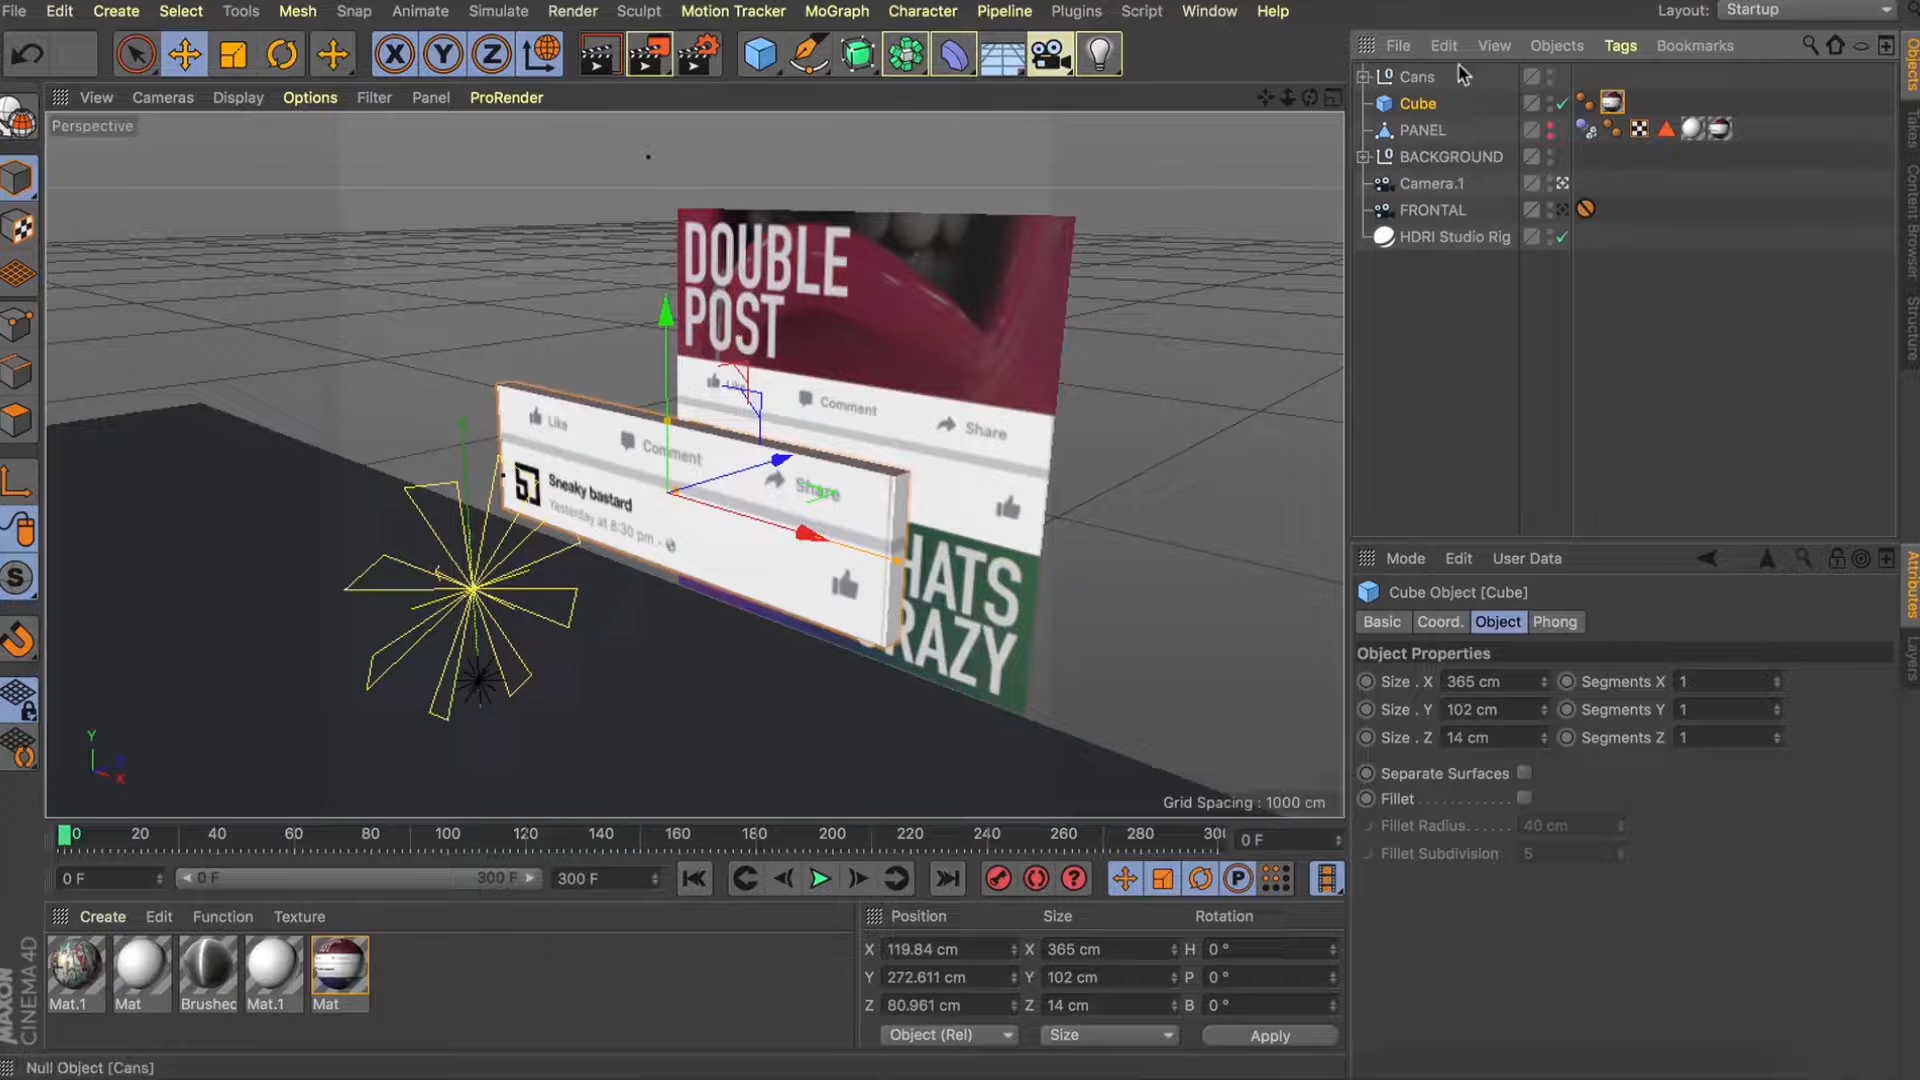 File Edit Create Select Tools Mesh Snap Animate Simulate Render Sculpt Motion Tracker MoGraph Character Pipeline Plugins Script Window Help
Layout: Startup
File Edit View Objects Tags Bookmarks
Cans
Cube
PANEL
BACKGROUND
Camera.1
FRONTAL
HDRI Studio Rig
Objects
Takes
Content Browser
Structure
X Y Z
View Cameras Display Options Filter Panel ProRender
Perspective
DOUBLE
POST
Like Comment Share
Like Comment Share
Sneaky bastard
Yesterday at 8:30 pm
HATS
CRAZY
Y
Z
X
Grid Spacing : 1000 cm
S
Mode Edit User Data
Cube Object [Cube]
Basic Coord. Object Phong
Object Properties
Size . X 365 cm Segments X 1
Size . Y 102 cm Segments Y 1
Size . Z 14 cm Segments Z 1
Separate Surfaces
Fillet
Fillet Radius 40 cm
Fillet Subdivision 5
Attributes
Layers
0 20 40 60 80 100 120 140 160 180 200 220 240 260 280 300
0 F
0 F 0 F 300 F 300 F
P
Create Edit Function Texture
Mat.1 Mat Brushed Mat.1 Mat
Position Size Rotation
X 119.84 cm X 365 cm H 0 °
Y 272.611 cm Y 102 cm P 0 °
Z 80.961 cm Z 14 cm B 0 °
Object (Rel) Size Apply
MAXON
CINEMA 4D
Null Object [Cans]